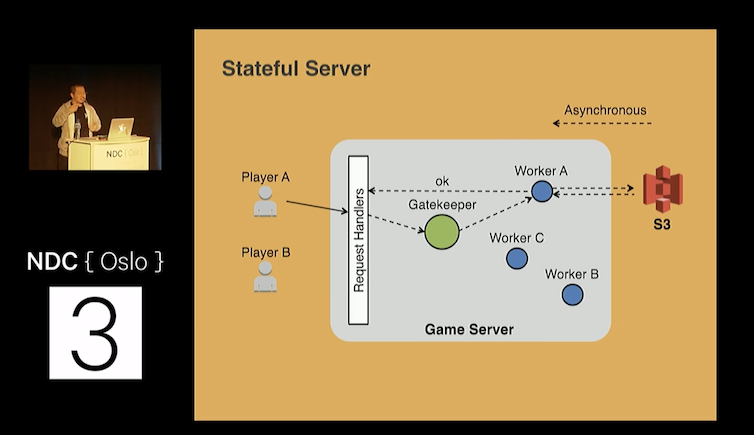 Stateful Server
Asynchronous
Player A
Player B
Request Handlers
ok
Gatekeeper
Worker A
Worker C
Worker B
S3
Game Server
NDC { Oslo }
NDC { Oslo }
3